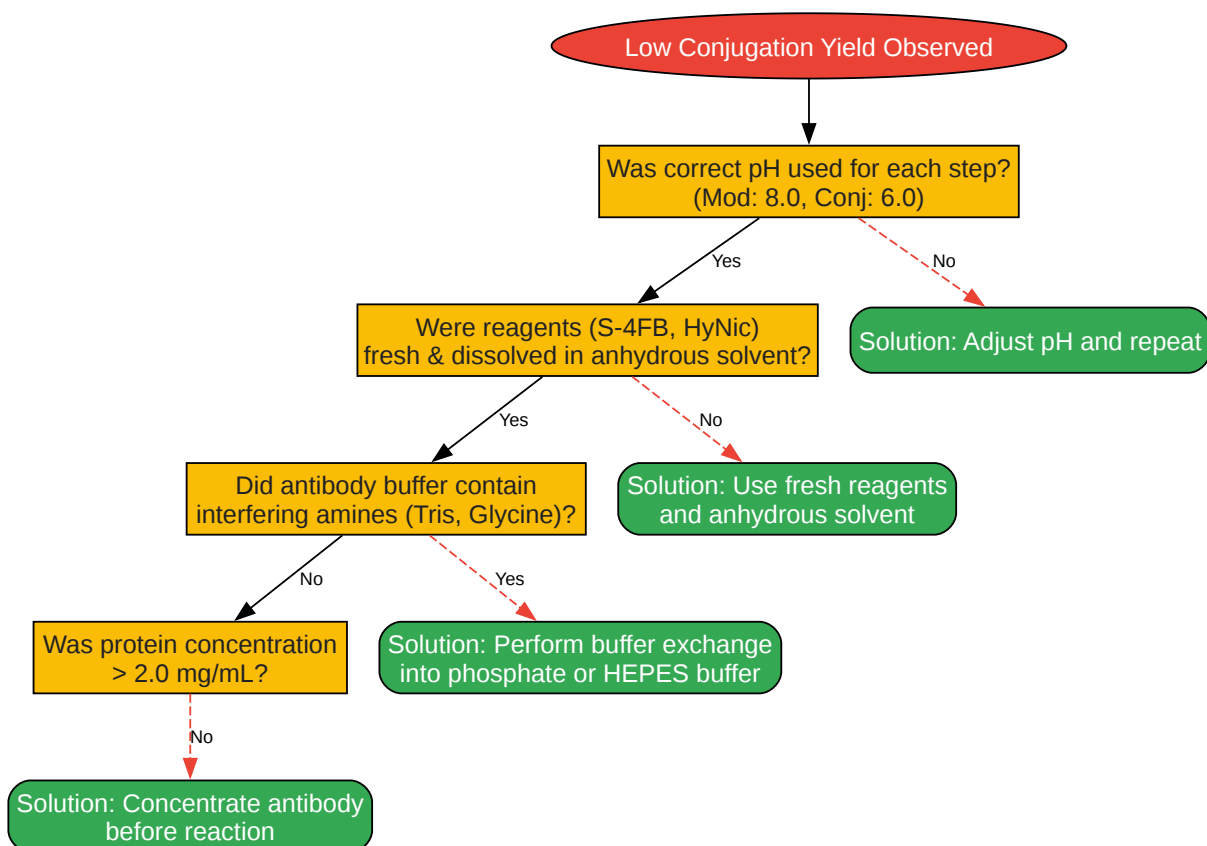 Low Conjugation Yield Observed
Was correct pH used for each step?
(Mod: 8.0, Conj: 6.0)
Yes
No
Were reagents (S-4FB, HyNic)
fresh & dissolved in anhydrous solvent?
Solution: Adjust pH and repeat
Yes
No
Did antibody buffer contain
interfering amines (Tris, Glycine)?
Solution: Use fresh reagents
and anhydrous solvent
No
Yes
Was protein concentration
> 2.0 mg/mL?
Solution: Perform buffer exchange
into phosphate or HEPES buffer
No
Solution: Concentrate antibody
before reaction